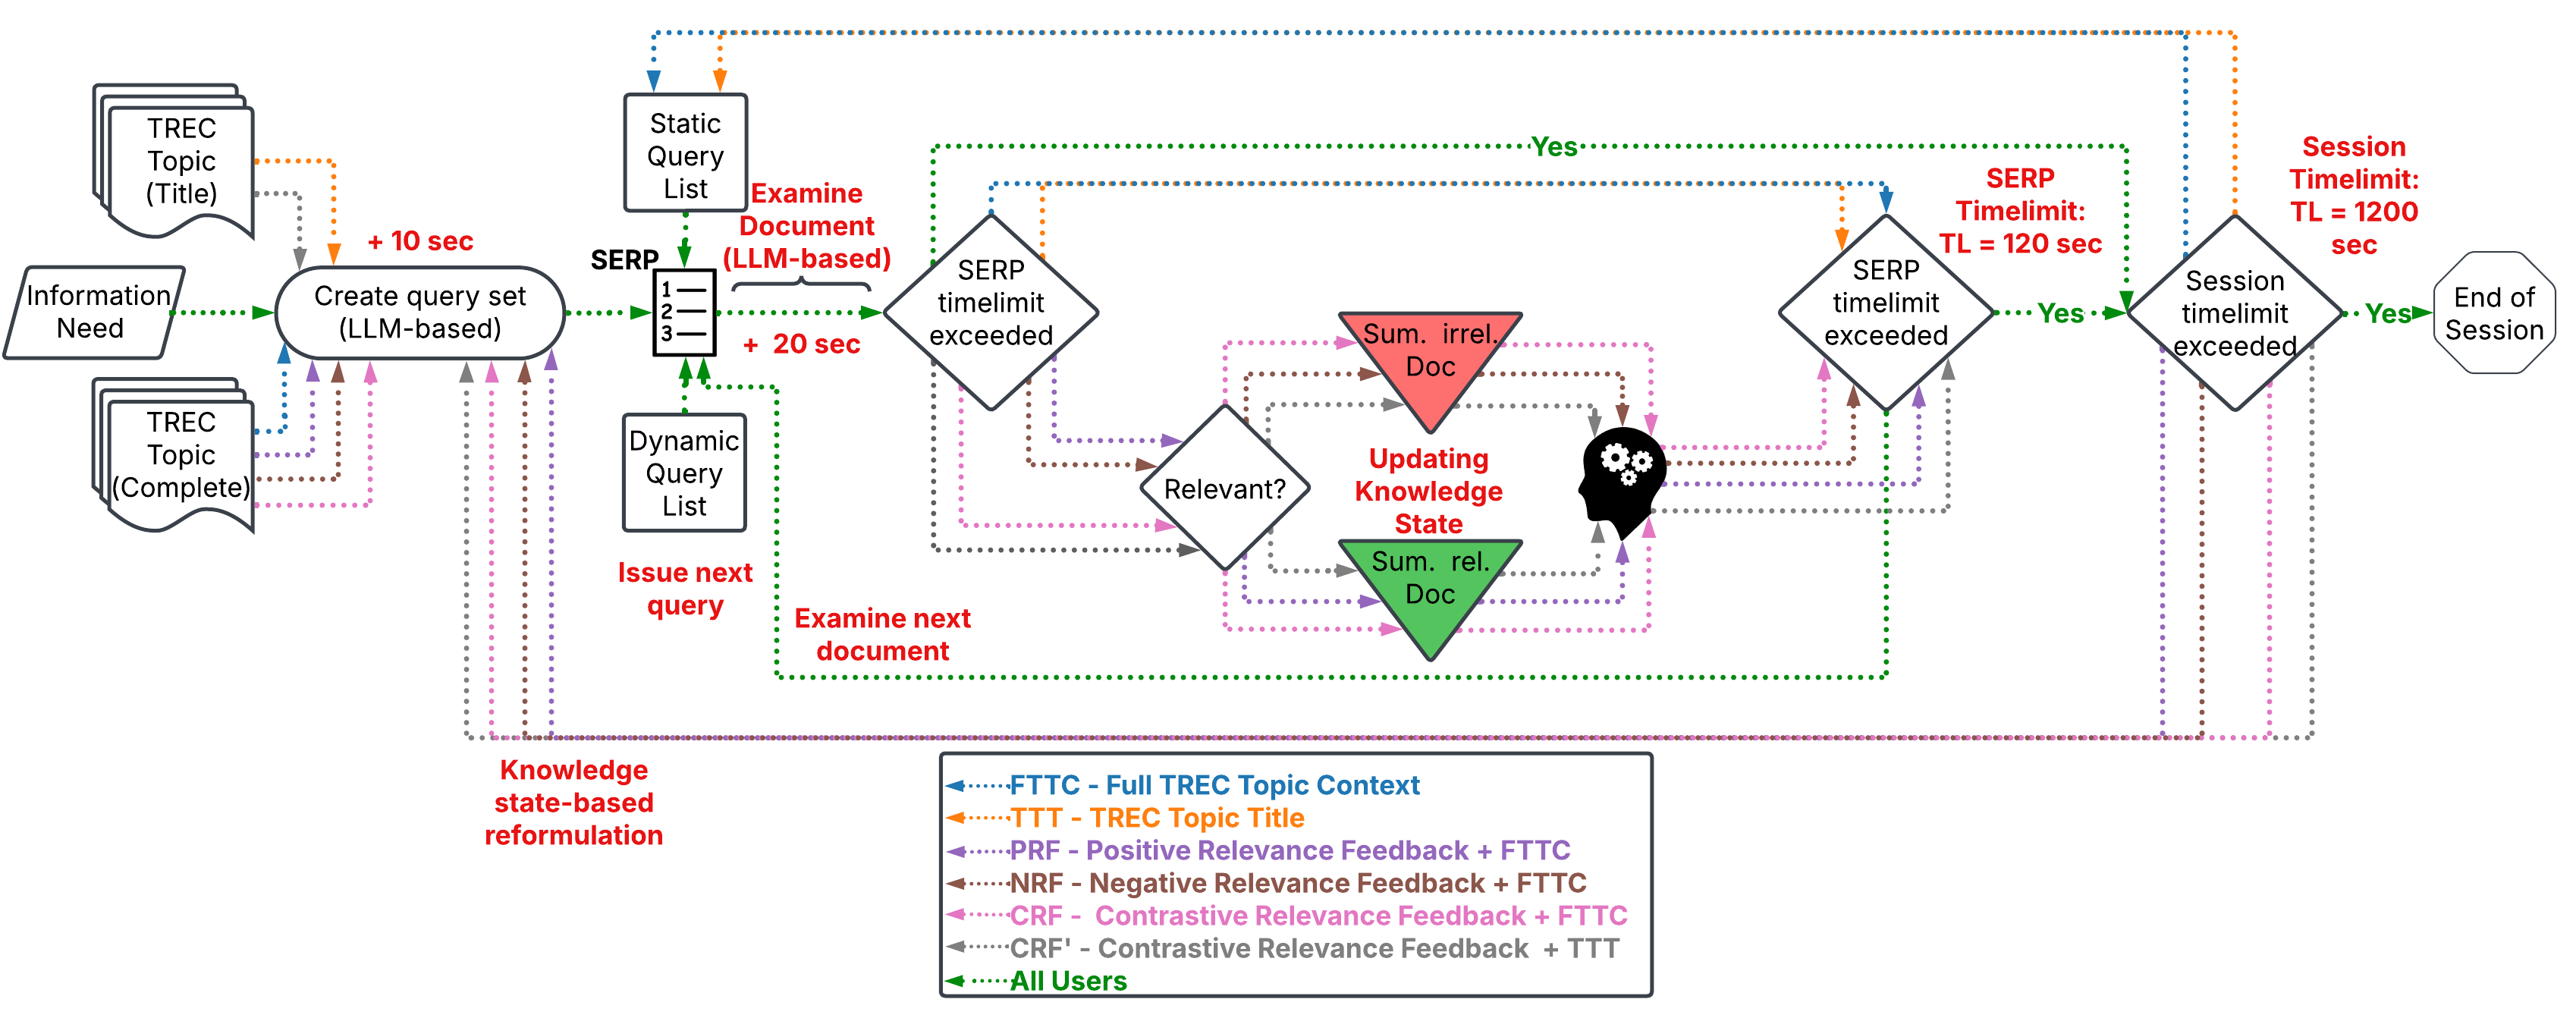 TREC
Topic
(Title)
+ 10 sec
Information
Need
Create query set
(LLM-based)
TREC
Topic
(Complete)
Static
Query
List
SERP
1
2
3
Examine
Document
(LLM-based)
+ 20 sec
Dynamic
Query
List
Issue next
query
Examine next
document
SERP
timelimit
exceeded
Yes
Relevant?
Sum. irrel.
Doc
Updating
Knowledge
State
Sum. rel.
Doc
SERP
timelimit
exceeded
SERP
Timelimit:
TL = 120 sec
Yes
Session
timelimit
exceeded
Session
Timelimit:
TL = 1200
sec
Yes
End of
Session
Knowledge
state-based
reformulation
FTTC - Full TREC Topic Context
TTT - TREC Topic Title
PRF - Positive Relevance Feedback + FTTC
NRF - Negative Relevance Feedback + FTTC
CRF - Contrastive Relevance Feedback + FTTC
CRF' - Contrastive Relevance Feedback + TTT
All Users